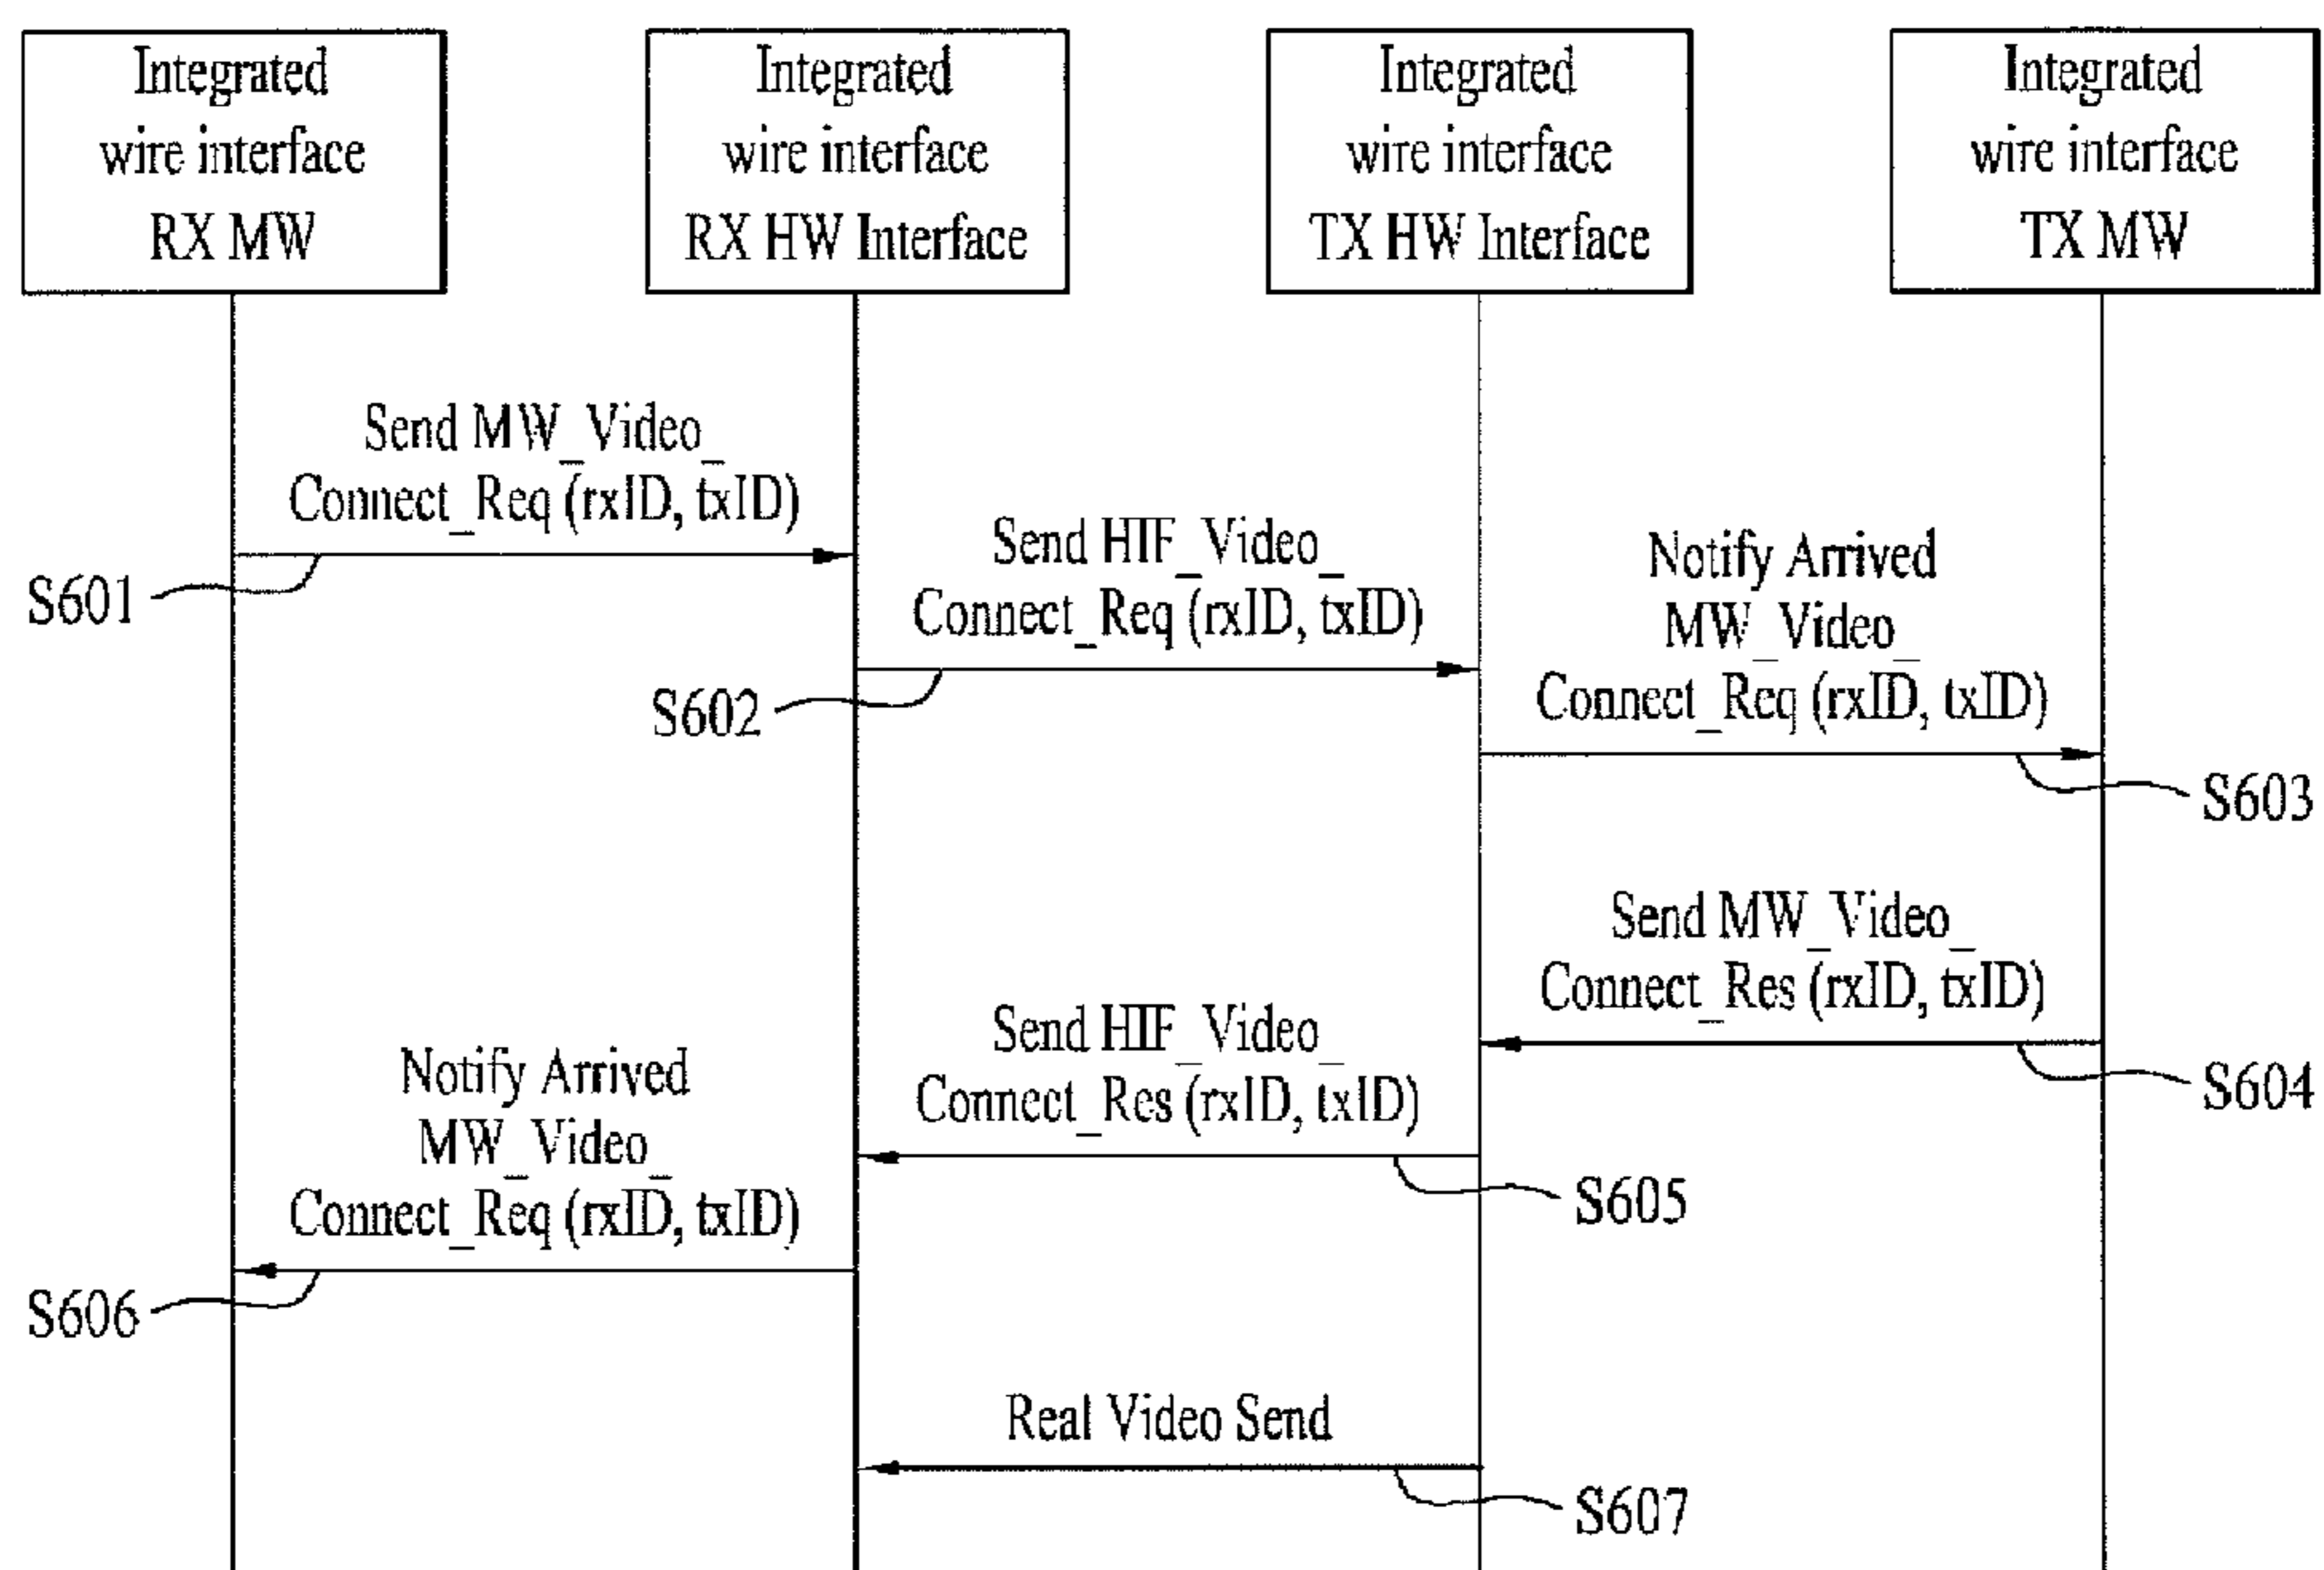 Integrated
wire interface
RX MW
Integrated
wire interface
RX HW Interface
Integrated
wire interface
TX HW Interface
Integrated
wire interface
TX MW
Send MW_Video_
Connect_Req (rxID, txID)
S601
Send HIF_Video_
Connect_Req (rxID, txID)
S602
Notify Arrived
MW_Video_
Connect_Req (rxID, txID)
S603
Send MW_Video_
Connect_Res (rxID, txID)
S604
Send HIF_Video_
Connect_Res (rxID, txID)
S605
Notify Arrived
MW_Video_
Connect_Req (rxID, txID)
S606
Real Video Send
S607